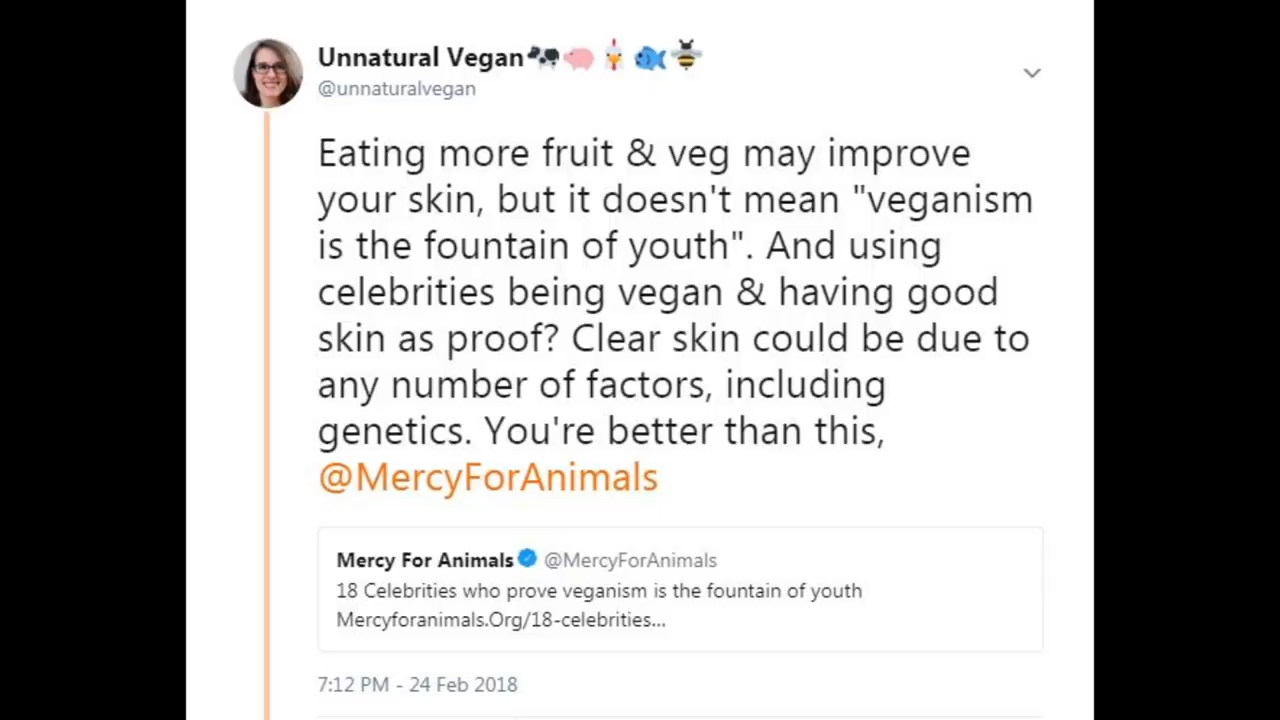 Unnatural Vegan🐄🐖🐓🐟🐝
@unnaturalvegan
Eating more fruit & veg may improve
your skin, but it doesn't mean "veganism
is the fountain of youth". And using
celebrities being vegan & having good
skin as proof? Clear skin could be due to
any number of factors, including
genetics. You're better than this,
@MercyForAnimals
Mercy For Animals @MercyForAnimals
18 Celebrities who prove veganism is the fountain of youth
Mercyforanimals.Org/18-celebrities...
7:12 PM - 24 Feb 2018